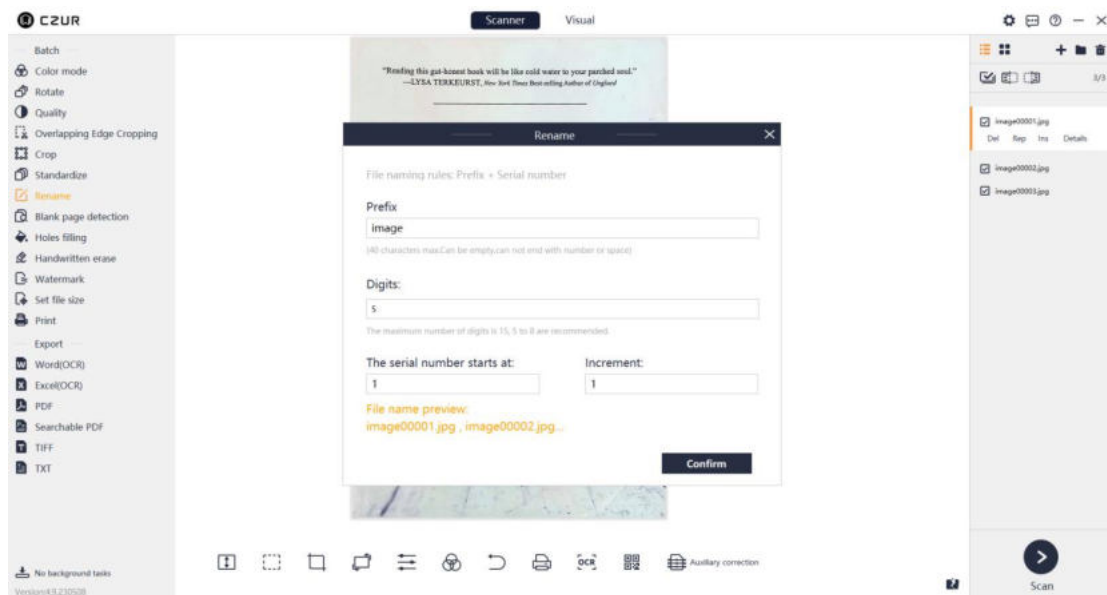 CZUR
Scanner
Visual
Batch
Color mode
Rotate
Quality
Overlapping Edge Cropping
Crop
Standardize
Rename
Blank page detection
Holes filling
Handwritten erase
Watermark
Set file size
Print
Export
Word(OCR)
Excel(OCR)
PDF
Searchable PDF
TIFF
TXT
No background tasks
Version:4.9.230508
"Reading this gut-honest book will be like cold water to your parched soul."
—LYSA TERKEURST, New York Times Best-selling Author of Unglued
Rename
File naming rules: Prefix + Serial number
Prefix
image
(40 characters max.Can be empty,can not end with number or space)
Digits:
5
The maximum number of digits is 15, 5 to 8 are recommended.
The serial number starts at: Increment:
1 1
File name preview:
image00001.jpg , image00002.jpg...
Confirm
OCR
Auxiliary correction
3/3
image00001.jpg
Del Rep Ins Details
image00002.jpg
image00003.jpg
Scan